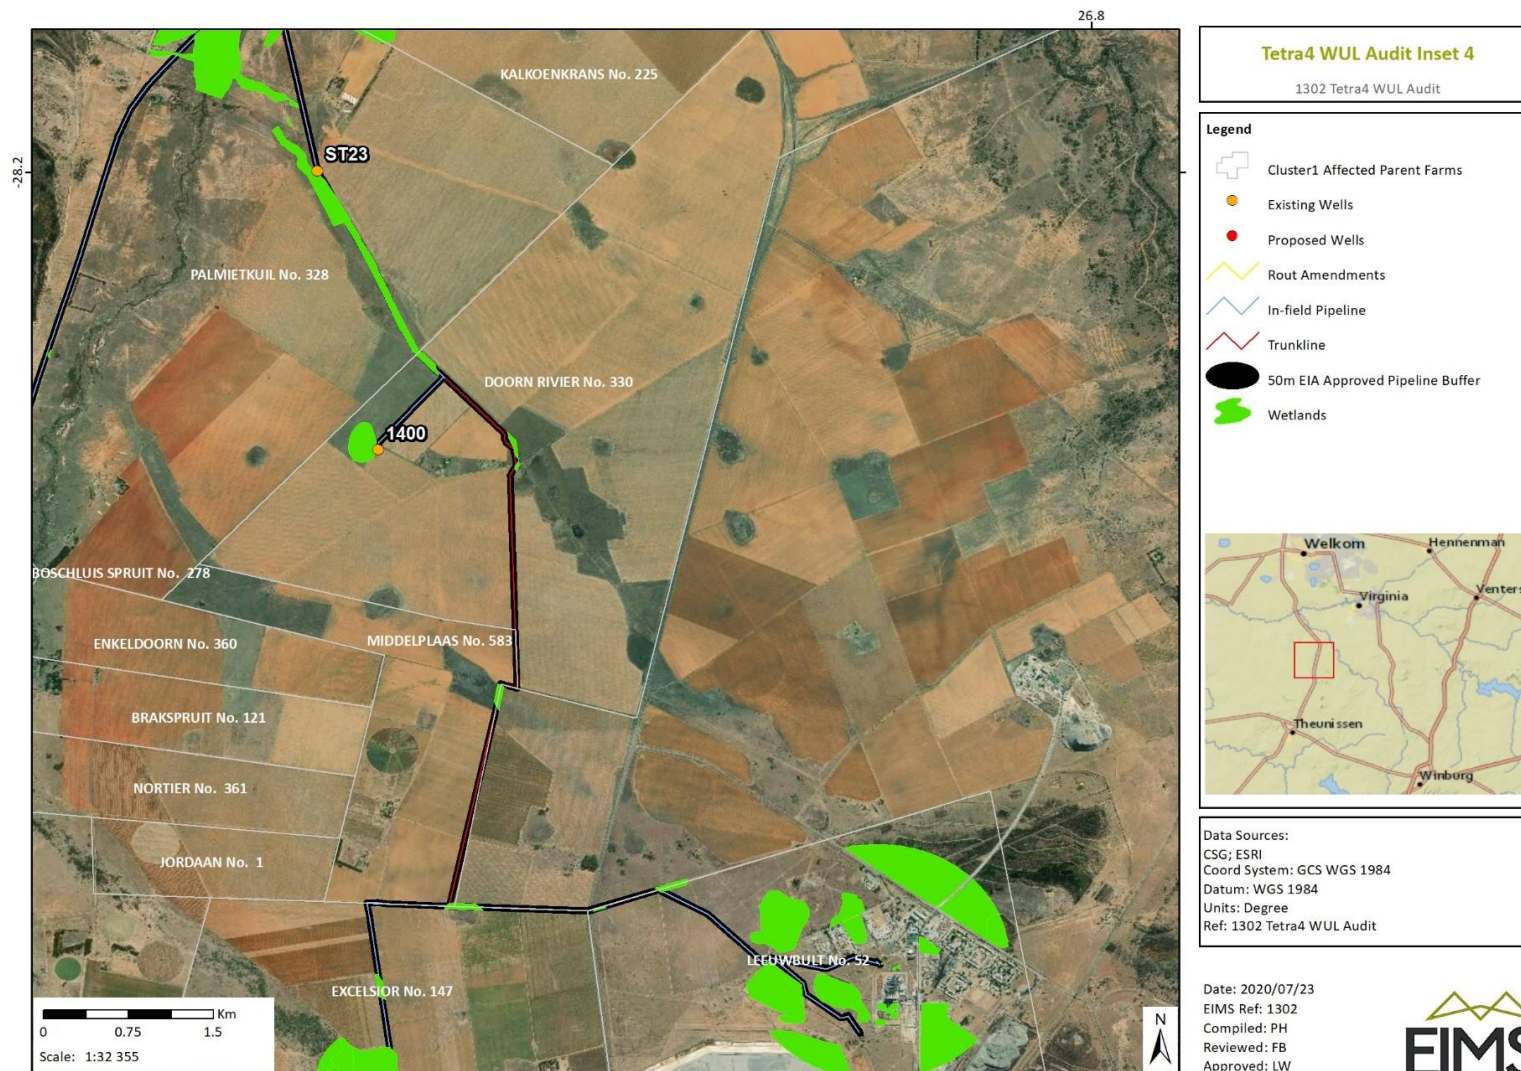 26.8
-28.2
KALKOENKRANS No. 225
ST23
PALMIETKUIL No. 328
DOORN RIVIER No. 330
1400
BOSCHLUIS SPRUIT No. 278
ENKELDOORN No. 360
MIDDELPLAAS No. 583
BRAKSPRUIT No. 121
NORTIER No. 361
JORDAAN No. 1
LEEUWBULT No. 52
EXCELSIOR No. 147
Km
0 0.75 1.5
Scale: 1:32 355
N
Tetra4 WUL Audit Inset 4
1302 Tetra4 WUL Audit
Legend
Cluster1 Affected Parent Farms
Existing Wells
Proposed Wells
Rout Amendments
In-field Pipeline
Trunkline
50m EIA Approved Pipeline Buffer
Wetlands
Welkom
Hennenman
Virginia
Venters
Theunissen
Winburg
Data Sources:
CSG; ESRI
Coord System: GCS WGS 1984
Datum: WGS 1984
Units: Degree
Ref: 1302 Tetra4 WUL Audit
Date: 2020/07/23
EIMS Ref: 1302
Compiled: PH
Reviewed: FB
Approved: LW
EIMS